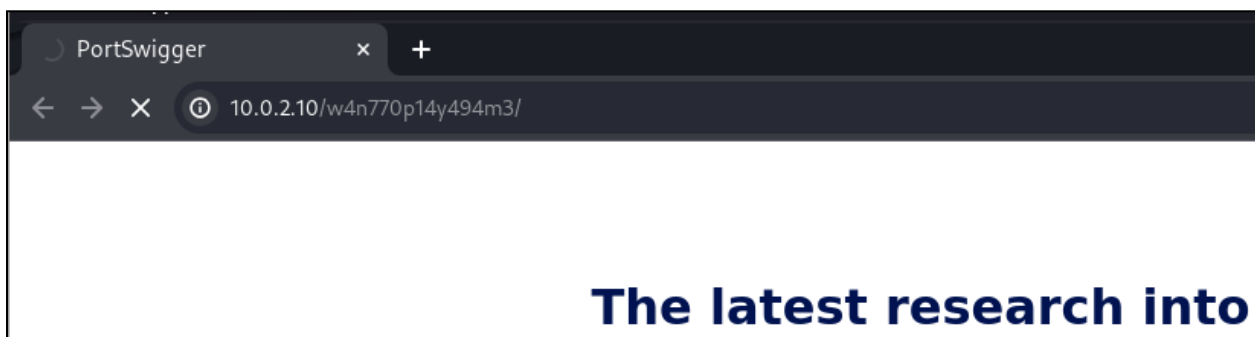 PortSwigger
10.0.2.10/w4n770p14y494m3/
The latest research into